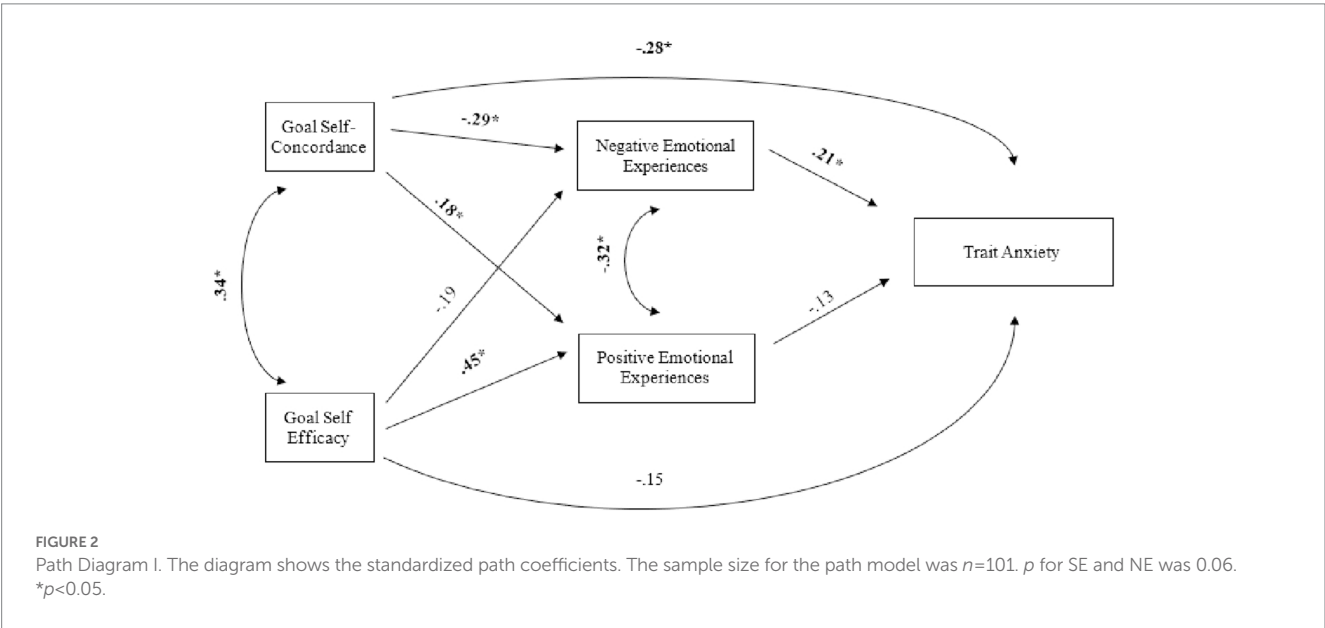 -.28*
Goal Self-
Concordance
-.29*
Negative Emotional
Experiences
.21*
.18*
Trait Anxiety
.34*
-.32*
-.19
-.13
.45*
Positive Emotional
Experiences
Goal Self
Efficacy
-.15
FIGURE 2
Path Diagram I. The diagram shows the standardized path coefficients. The sample size for the path model was n=101. p for SE and NE was 0.06.
*p<0.05.